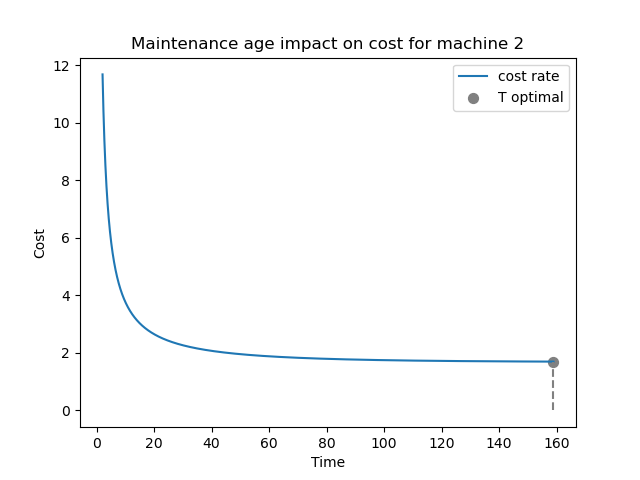 Maintenance age impact on cost for machine 2
cost rate
T optimal
12
10
8
6
4
2
0
Cost
0 20 40 60 80 100 120 140 160
Time